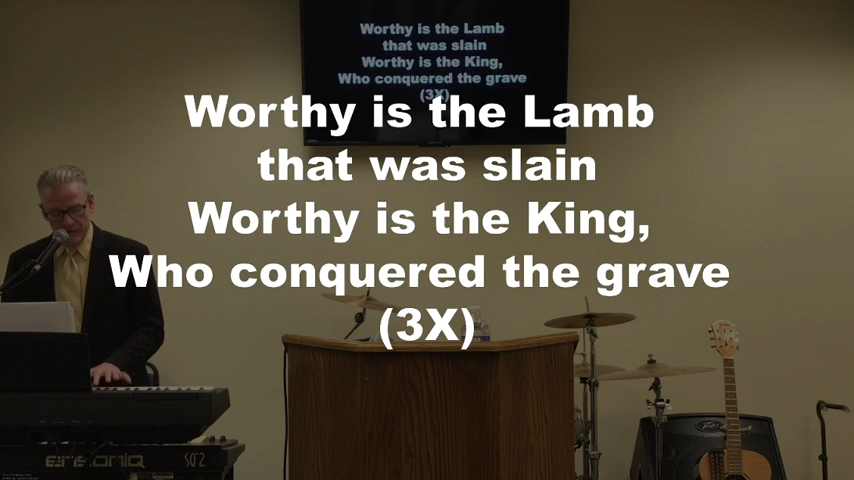 Worthy is the Lamb
that was slain
Worthy is the King,
Who conquered the grave
(3X)
Worthy is the Lamb
that was slain
Worthy is the King,
Who conquered the grave
(3X)
ensoniq SQ2
PEAVEY